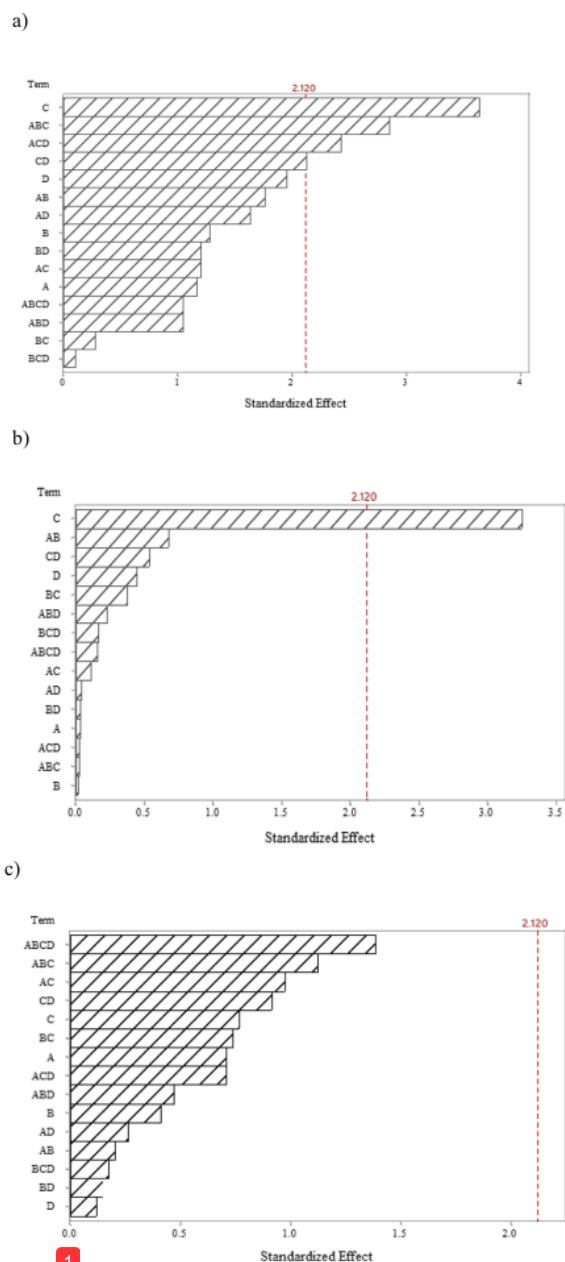 a)
2.120
Term
C
ABC
ACD
CD
D
AB
AD
B
BD
AC
A
ABCD
ABD
BC
BCD
0 1 2 3 4
Standardized Effect
b)
Term
2.120
C
AB
CD
D
BC
ABD
BCD
ABCD
AC
AD
BD
A
ACD
ABC
B
0.0 0.5 1.0 1.5 2.0 2.5 3.0 3.5
Standardized Effect
c)
Term
2.120
ABCD
ABC
AC
CD
C
BC
A
ACD
ABD
B
AD
AB
BCD
BD
D
0.0 0.5 1.0 1.5 2.0
1
Standardized Effect